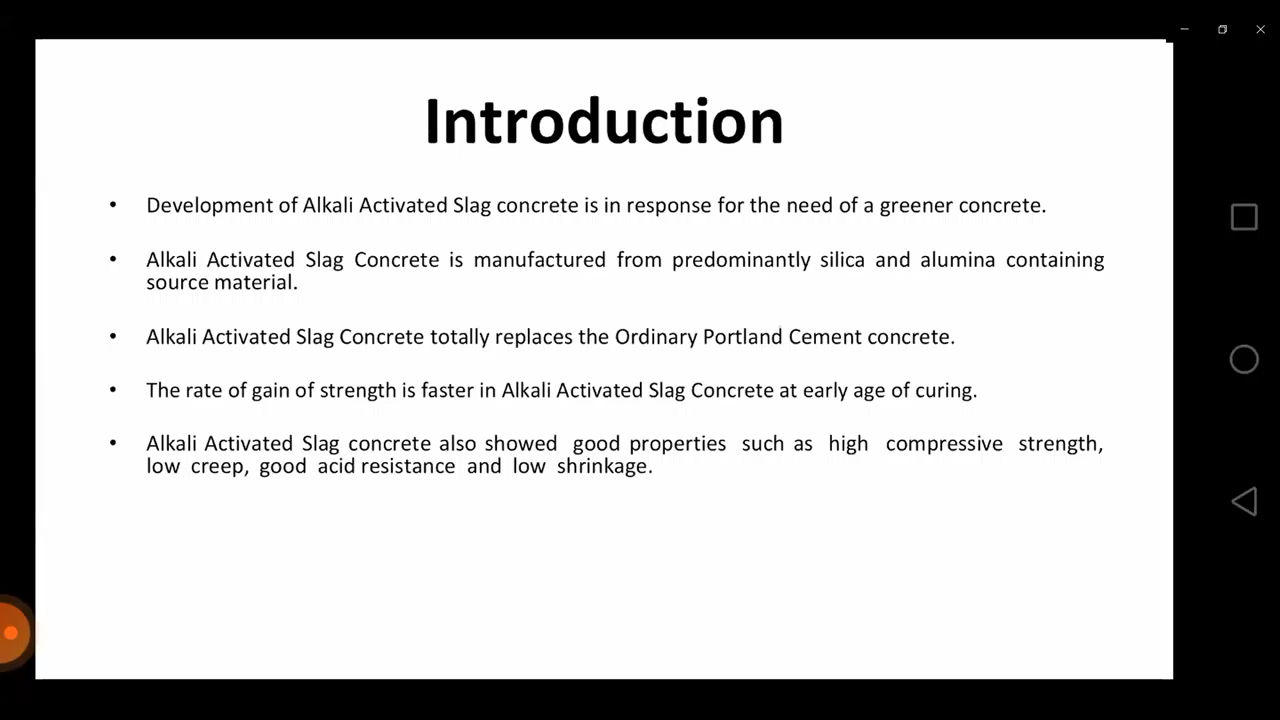 Introduction
• Development of Alkali Activated Slag concrete is in response for the need of a greener concrete.
• Alkali Activated Slag Concrete is manufactured from predominantly silica and alumina containing
source material.
• Alkali Activated Slag Concrete totally replaces the Ordinary Portland Cement concrete.
• The rate of gain of strength is faster in Alkali Activated Slag Concrete at early age of curing.
• Alkali Activated Slag concrete also showed good properties such as high compressive strength,
low creep, good acid resistance and low shrinkage.